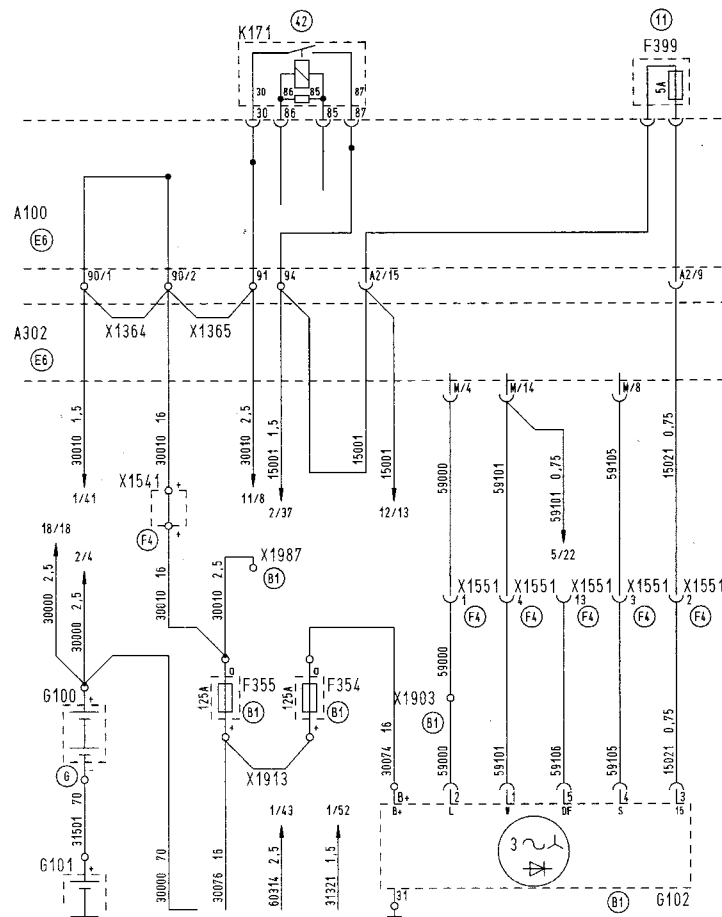 42
K171
11
F399
5A
30 86 85 87
30 86 85 87
A100
E6
90/1 90/2 91 94 A2/15 A2/9
X1364 X1365
A302
E6
M/4 M/14 M/8
30010 1,5
30010 16
30010 2,5
15001 1,5
15001
15001
59000
59101
59101 0,75
59105
15021 0,75
X1541 +
1/41
11/8
2/37
12/13
5/22
F4 +
18/18
2/4
X1987
B1
30000 2,5
30000 2,5
30010 16
30010 2,5
X1551 X1551 X1551 X1551
1 4 13 3 2
F4 F4 F4 F4
59000
G100 +
a F355
125A
B1
+
a F354
125A
B1
+
X1903
B1
30074 16
59000
59101
59106
59105
15021 0,75
G
X1913
31501 70
1/43 1/52
B+ L2 L1 L5 L4 L3
B+ L W DF S 15
3
G101 +
30000 70
30076 16
60314 2,5
31321 1,5
31
B1 G102